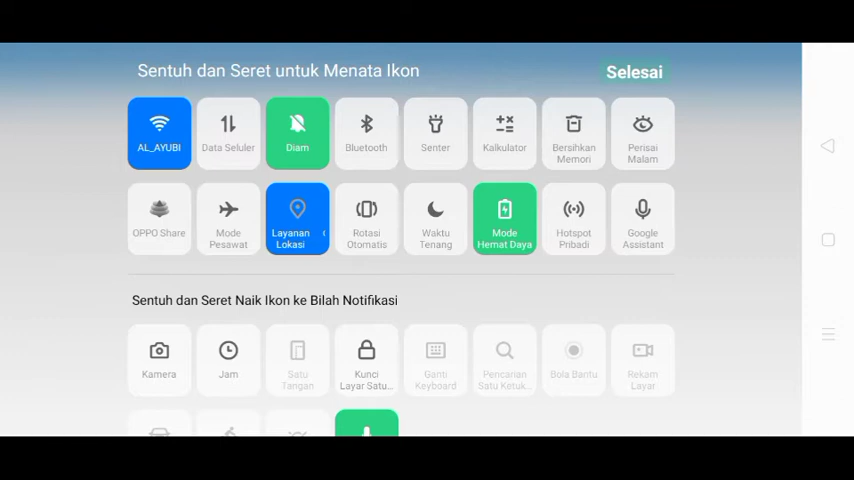 Sentuh dan Seret untuk Menata Ikon
Selesai
AL_AYUBI
Data Seluler
Diam
Bluetooth
Senter
Kalkulator
Bersihkan
Memori
Perisai
Malam
OPPO Share
Mode
Pesawat
Layanan
Lokasi
Rotasi
Otomatis
Waktu
Tenang
Mode
Hemat Daya
Hotspot
Pribadi
Google
Assistant
Sentuh dan Seret Naik Ikon ke Bilah Notifikasi
Kamera
Jam
Satu
Tangan
Kunci
Layar Satu...
Ganti
Keyboard
Pencarian
Satu Ketuk...
Bola Bantu
Rekam
Layar